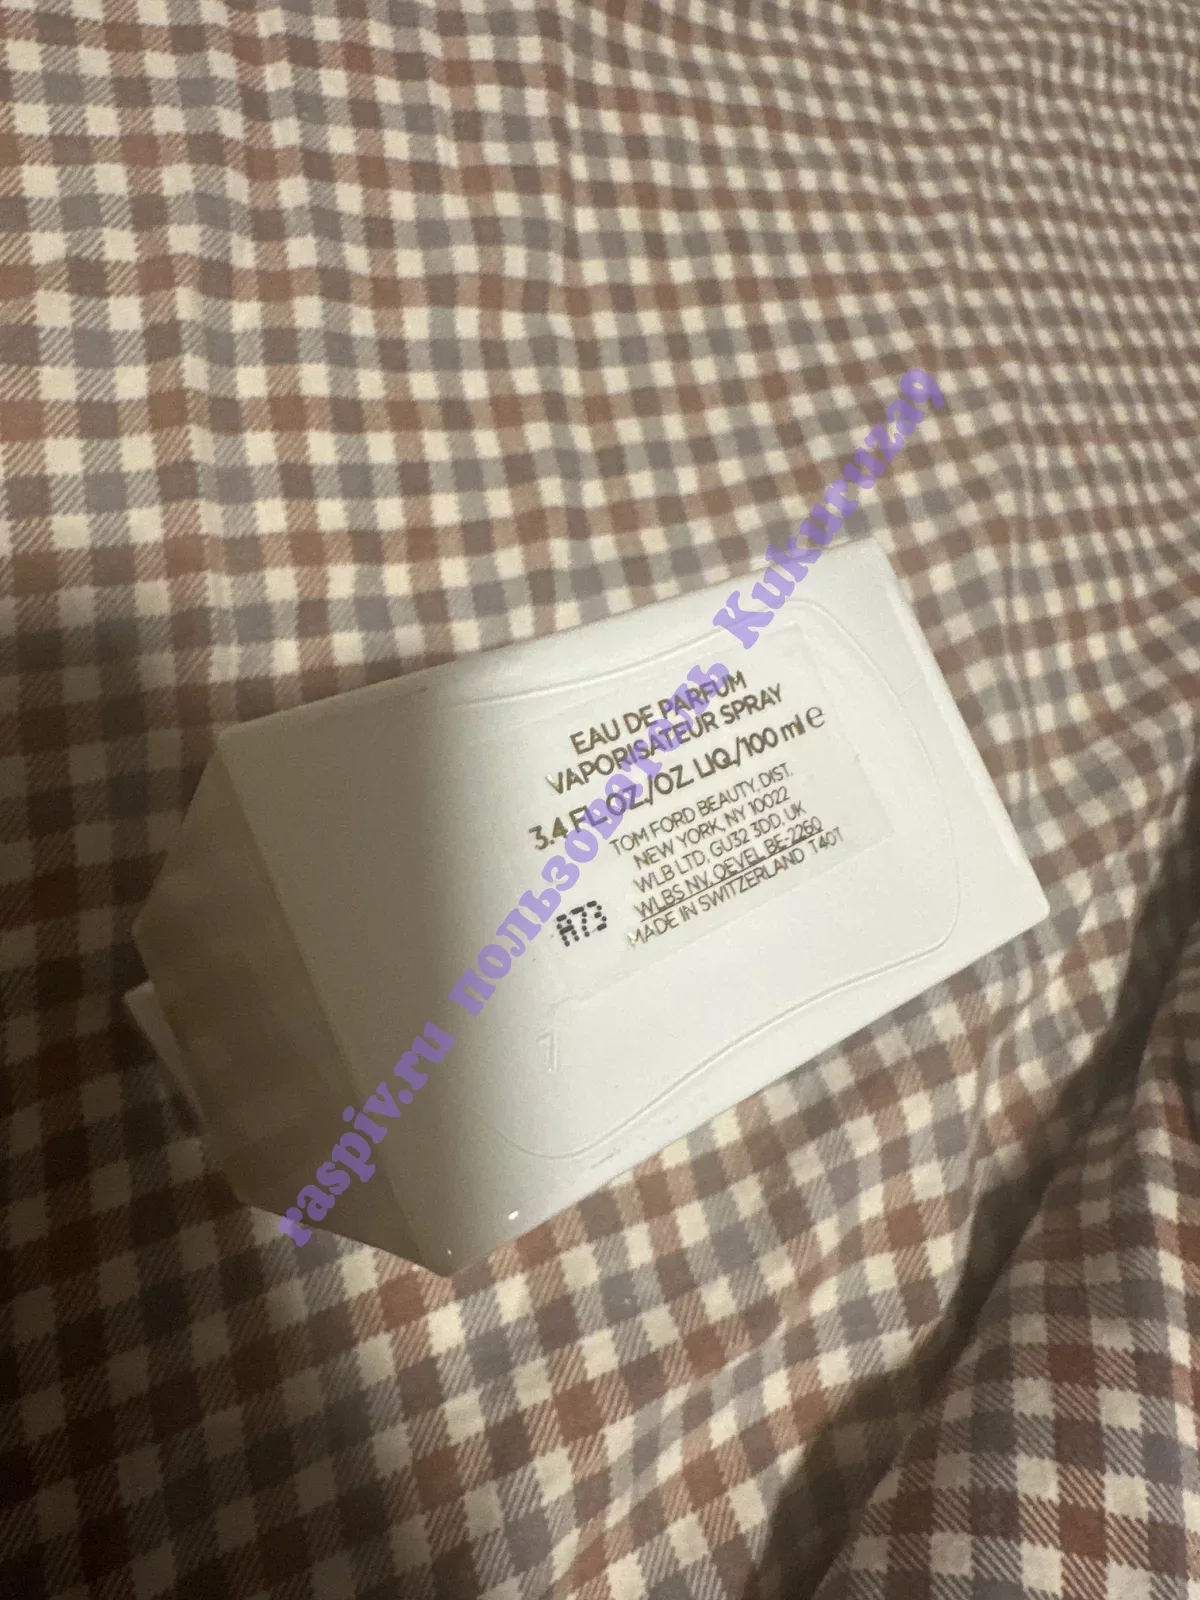 EAU DE PARFUM
VAPORISATEUR SPRAY
3.4 FL. OZ./OZ. LIQ./100 ml e
TOM FORD BEAUTY, DIST.
NEW YORK, NY 10022
WLB LTD, GU32 3DD, UK
WLBS NV, OEVEL BE-2260
MADE IN SWITZERLAND T40T
A73
raspiv.ru пользователь Kukuruzaq